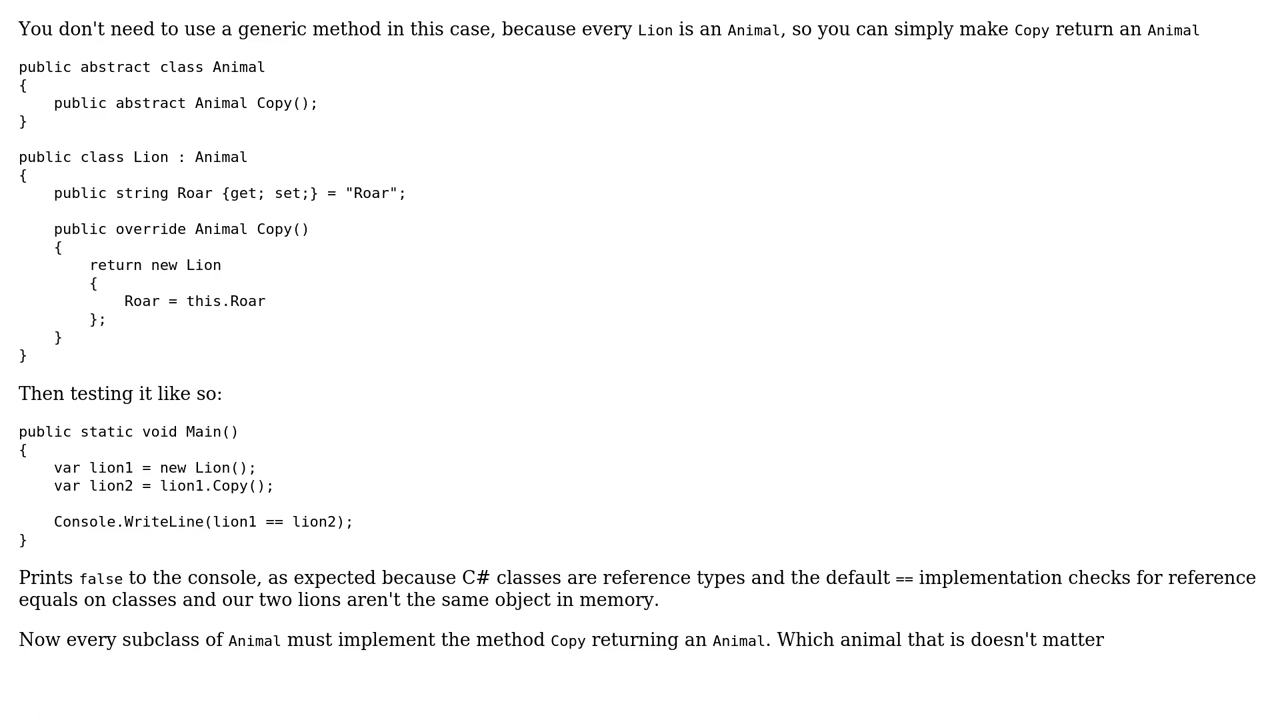 You don't need to use a generic method in this case, because every Lion is an Animal, so you can simply make Copy return an Animal
public abstract class Animal
{
    public abstract Animal Copy();
}
public class Lion : Animal
{
    public string Roar {get; set;} = "Roar";
    public override Animal Copy()
    {
        return new Lion
        {
            Roar = this.Roar
        };
    }
}
Then testing it like so:
public static void Main()
{
    var lion1 = new Lion();
    var lion2 = lion1.Copy();
    Console.WriteLine(lion1 == lion2);
}
Prints false to the console, as expected because C# classes are reference types and the default == implementation checks for reference
equals on classes and our two lions aren't the same object in memory.
Now every subclass of Animal must implement the method Copy returning an Animal. Which animal that is doesn't matter